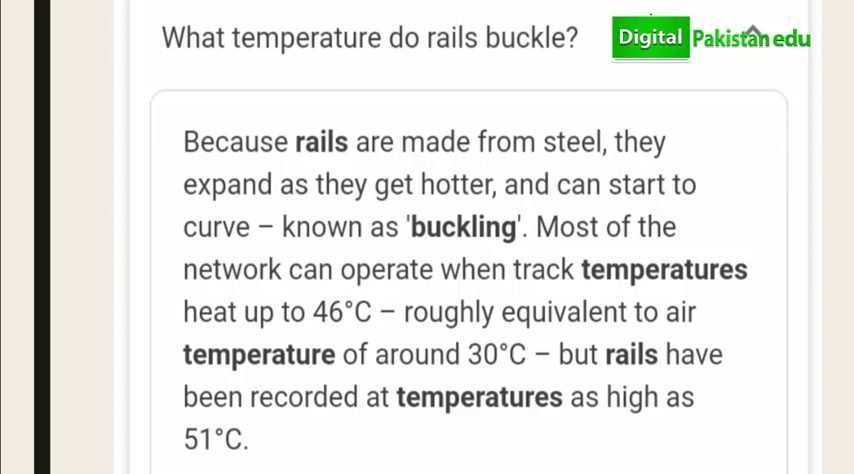 What temperature do rails buckle?
Digital Pakistan edu
Because rails are made from steel, they
expand as they get hotter, and can start to
curve – known as 'buckling'. Most of the
network can operate when track temperatures
heat up to 46°C – roughly equivalent to air
temperature of around 30°C – but rails have
been recorded at temperatures as high as
51°C.